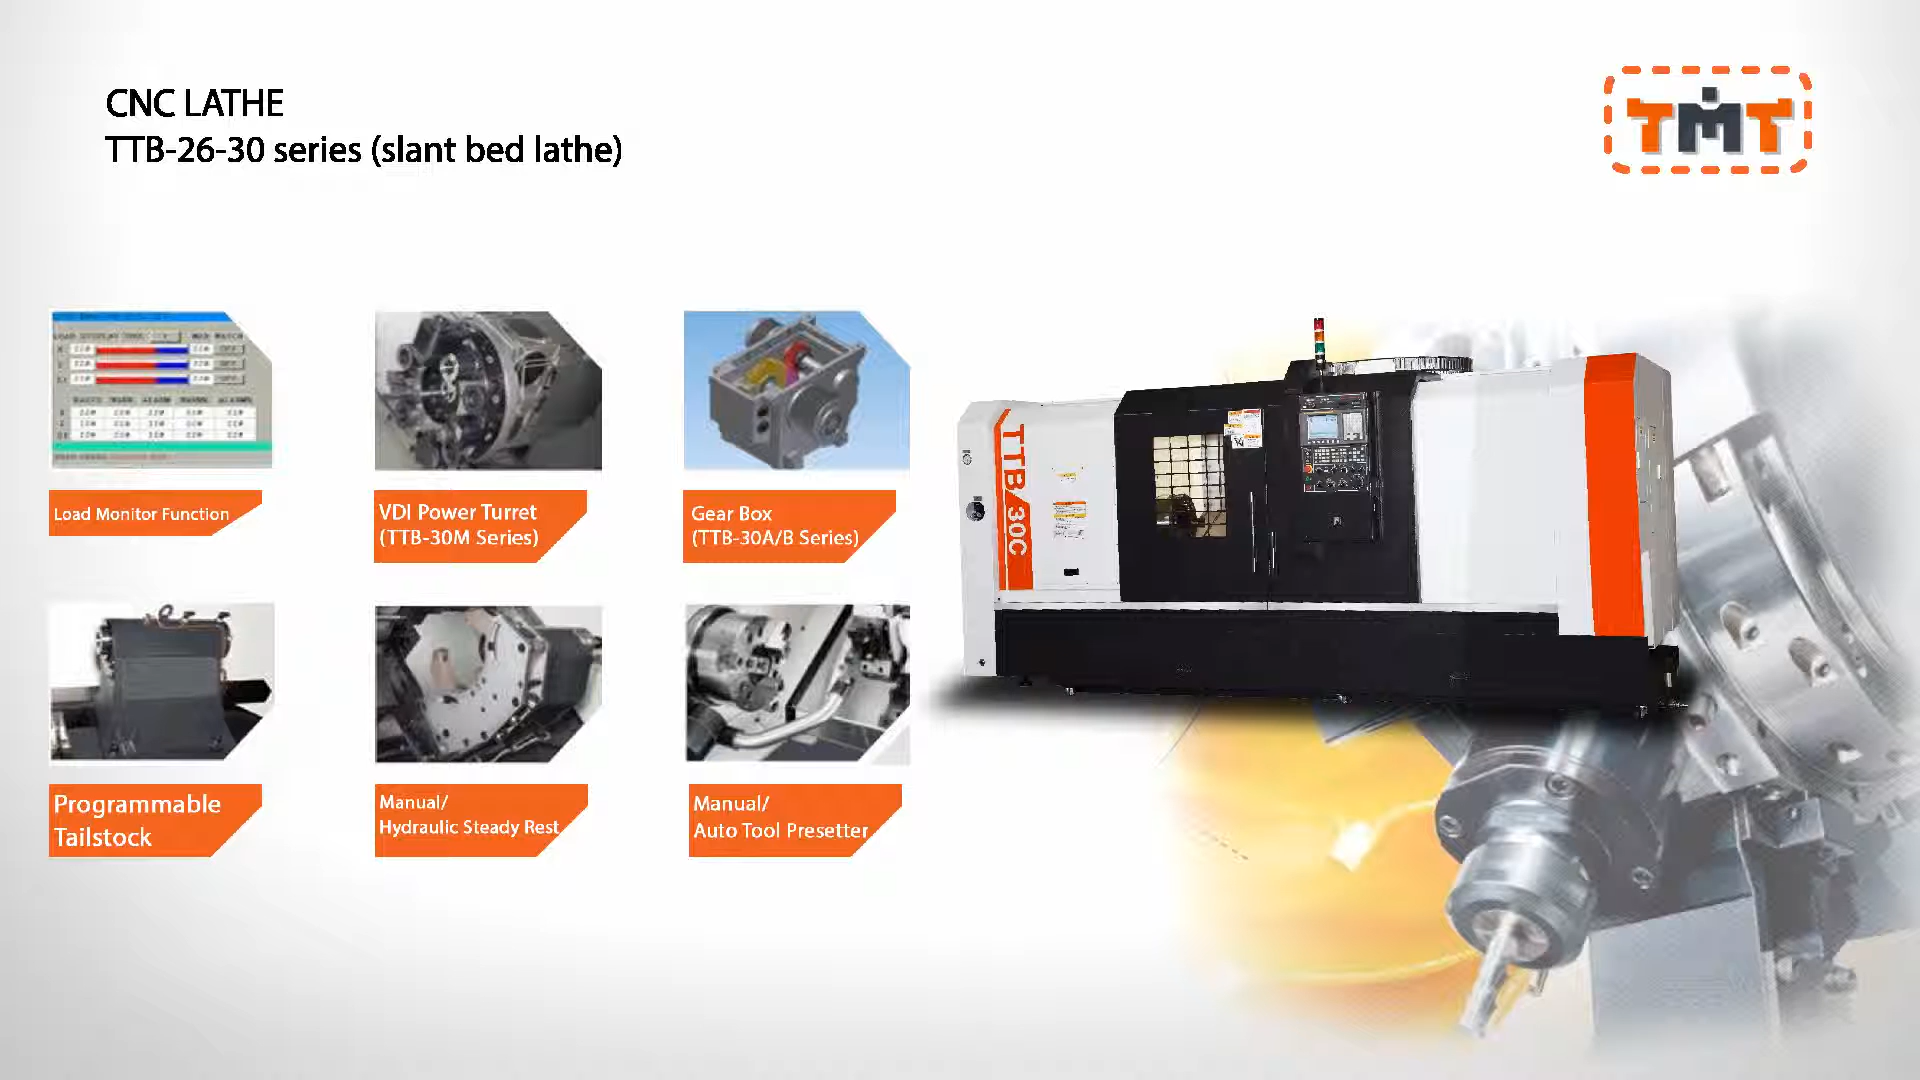 CNC LATHE
TTB-26-30 series (slant bed lathe)
TMT
Load Monitor Function
VDI Power Turret
(TTB-30M Series)
Gear Box
(TTB-30A/B Series)
TTB/30C
Programmable
Tailstock
Manual/
Hydraulic Steady Rest
Manual/
Auto Tool Presetter